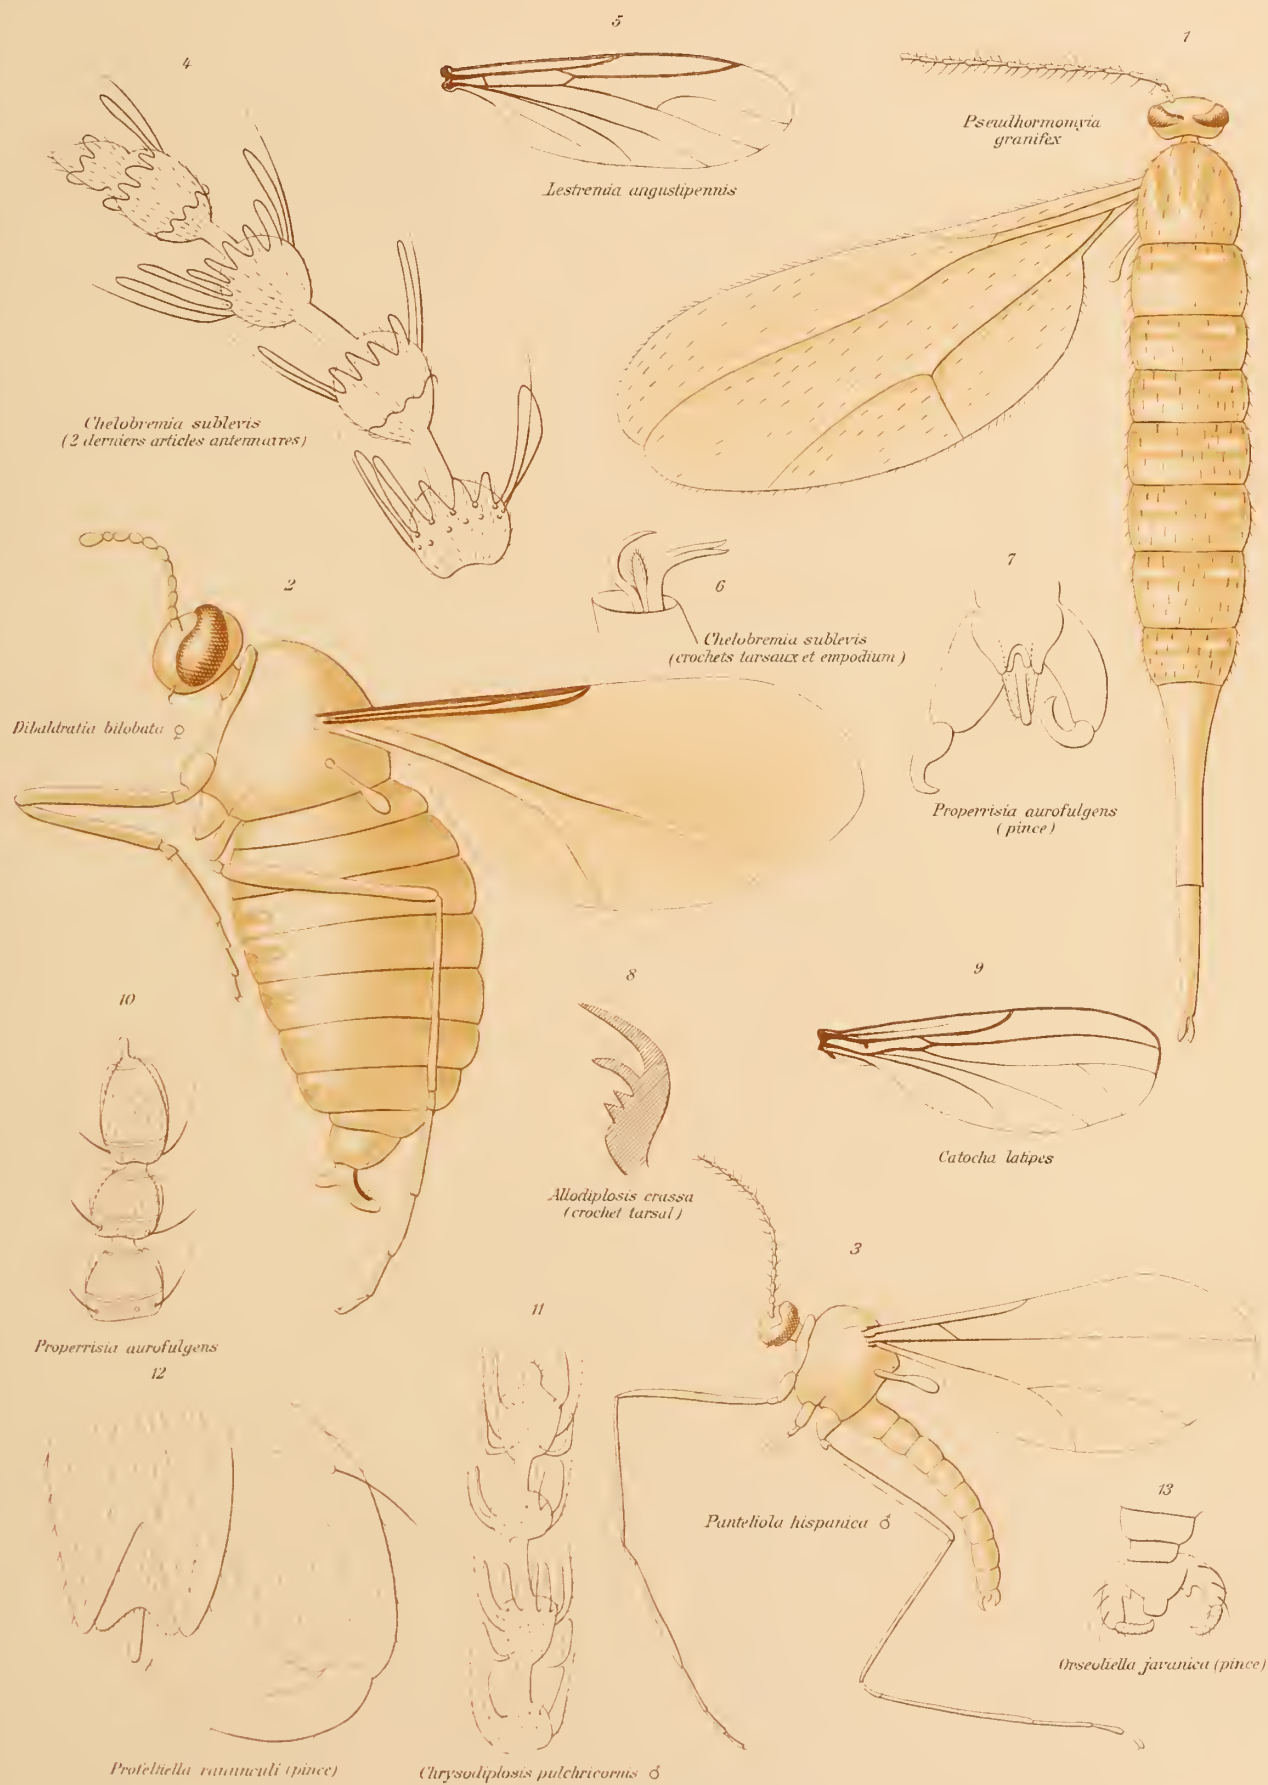 5
1
4
Pseudhormomyia
granifex
Lestremia angustipennis
Chelobremia sublevis
(2 derniers articles antennaires)
2
6
7
Chelobremia sublevis
(crochets tarsaux et empodium)
Dibaldratia bilobata ♀
Properrisia aurofulgens
(pince)
8
9
10
Catocha latipes
Allodiplosis crassa
(crochet tarsal)
3
11
Properrisia aurofulgens
12
13
Panteliola hispanica ♂
Orseoliella javanica (pince)
Profeltiella ranunculi (pince)
Chrysodiplosis pulchricornis ♂